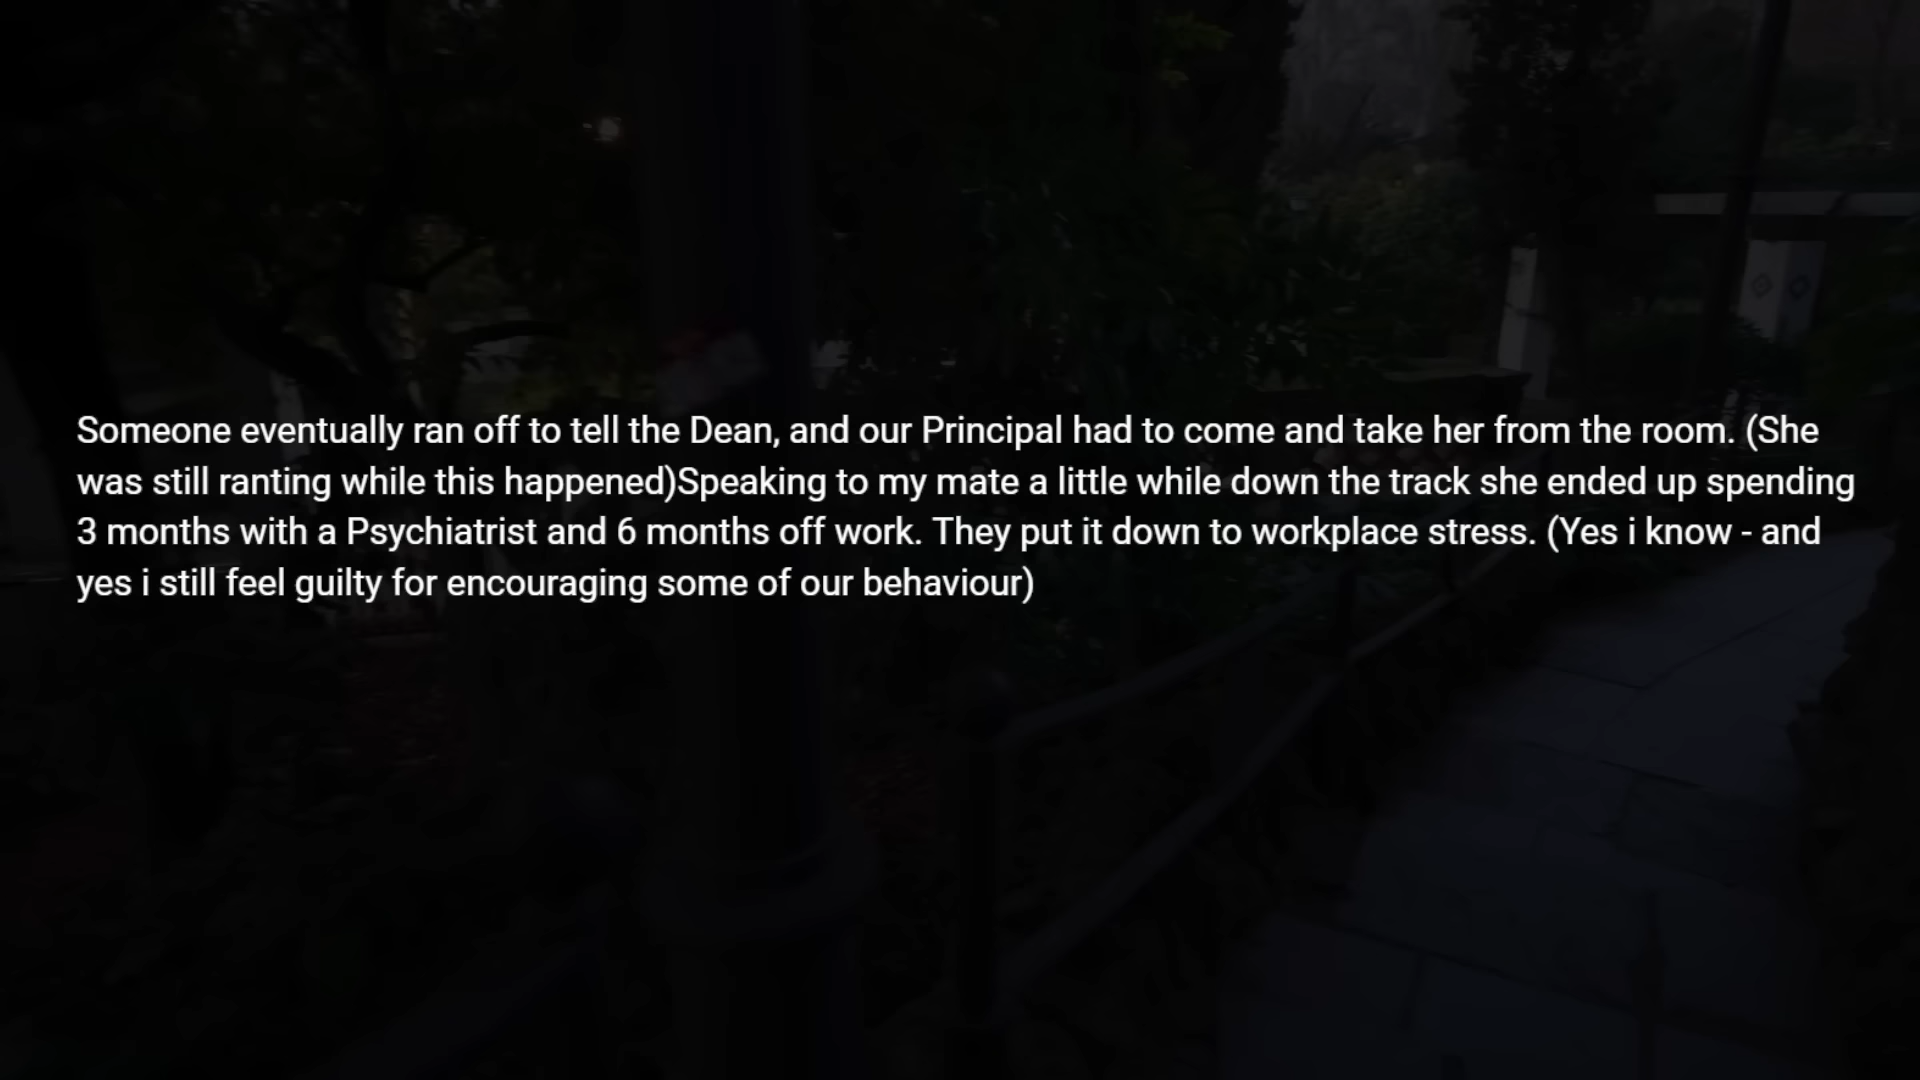 Someone eventually ran off to tell the Dean, and our Principal had to come and take her from the room. (She
was still ranting while this happened)Speaking to my mate a little while down the track she ended up spending
3 months with a Psychiatrist and 6 months off work. They put it down to workplace stress. (Yes i know - and
yes i still feel guilty for encouraging some of our behaviour)